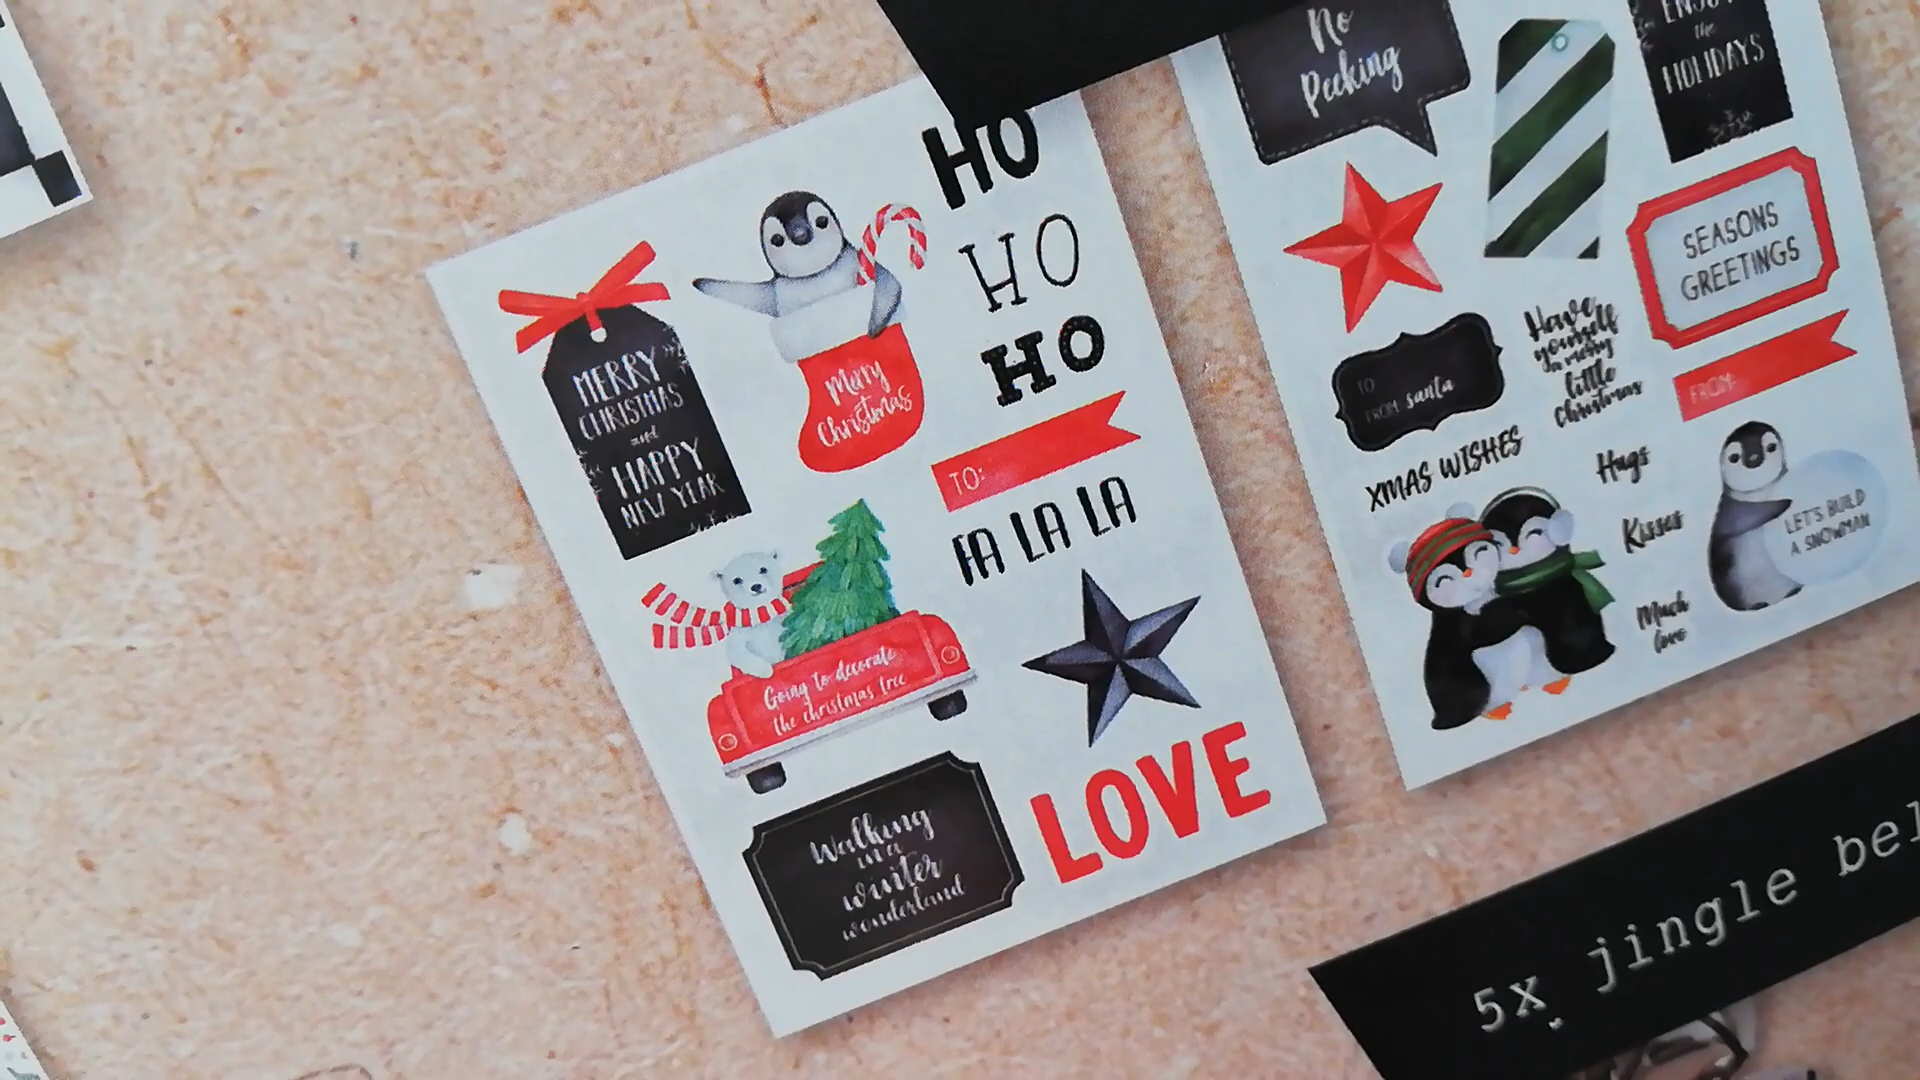 HO
HO
HO
MERRY
CHRISTMAS
and
HAPPY
NEW YEAR
Merry
Christmas
TO:
FA LA LA
Going to decorate
the christmas tree
LOVE
Walking
in a
winter
wonderland
No
Peeking
ENJOY
the
HOLIDAYS
SEASONS
GREETINGS
TO
FROM: santa
Have
yourself
a merry
little
Christmas
FROM:
XMAS WISHES
Hugs
Kisses
Much
love
LET'S BUILD
A SNOWMAN
5x jingle bel